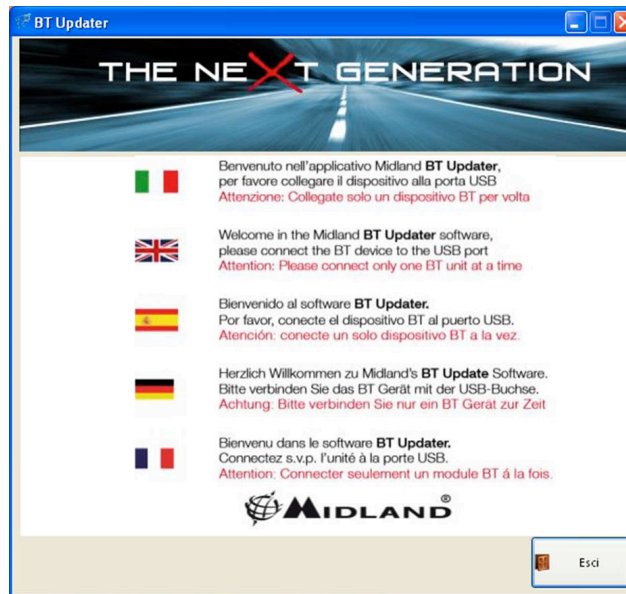 BT Updater
THE NEXT GENERATION
Benvenuto nell'applicativo Midland BT Updater,
per favore collegare il dispositivo alla porta USB
Attenzione: Collegate solo un dispositivo BT per volta
Welcome in the Midland BT Updater software,
please connect the BT device to the USB port
Attention: Please connect only one BT unit at a time
Bienvenido al software BT Updater.
Por favor, conecte el dispositivo BT al puerto USB.
Atención: conecte un solo dispositivo BT a la vez.
Herzlich Willkommen zu Midland's BT Update Software.
Bitte verbinden Sie das BT Gerät mit der USB-Buchse.
Achtung: Bitte verbinden Sie nur ein BT Gerät zur Zeit
Bienvenu dans le software BT Updater.
Connectez s.v.p. l'unité à la porte USB.
Attention: Connecter seulement un module BT á la fois.
MIDLAND®
Esci